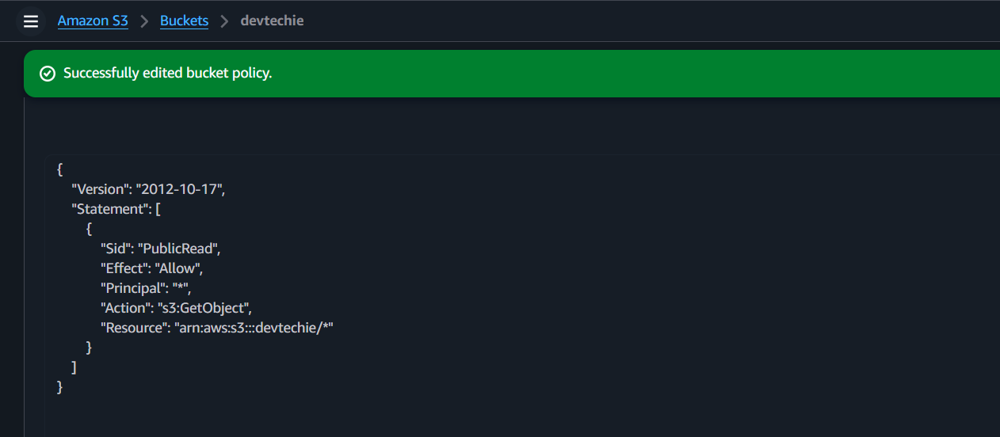 Amazon S3 > Buckets > devtechie
Successfully edited bucket policy.
{
"Version": "2012-10-17",
"Statement": [
{
"Sid": "PublicRead",
"Effect": "Allow",
"Principal": "*",
"Action": "s3:GetObject",
"Resource": "arn:aws:s3:::devtechie/*"
}
]
}